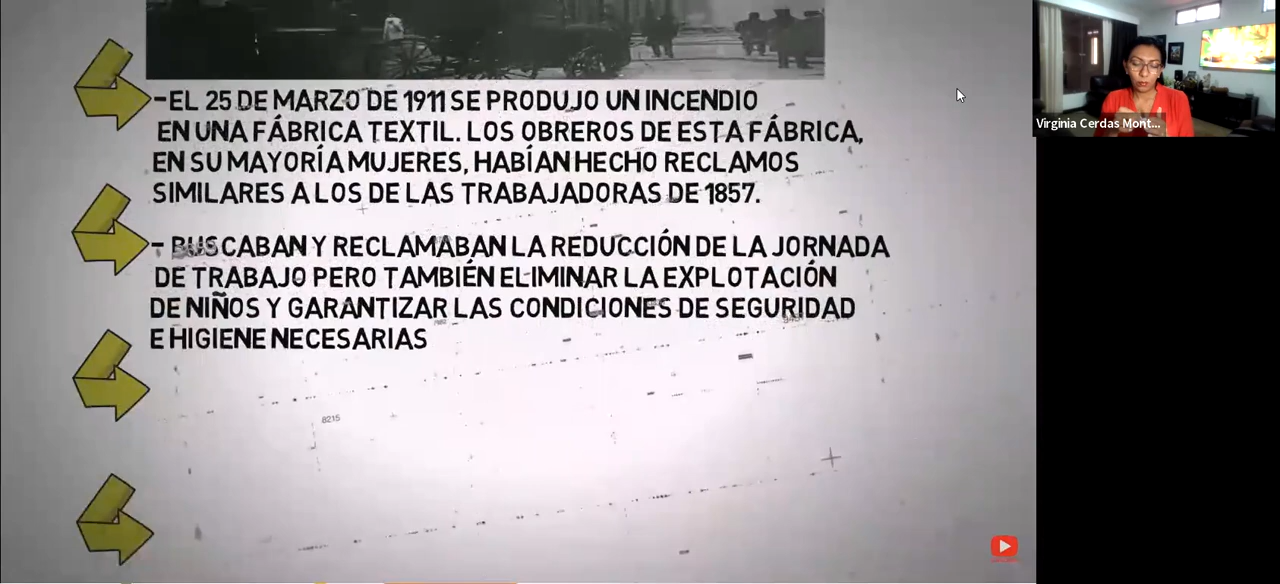 -EL 25 DE MARZO DE 1911 SE PRODUJO UN INCENDIO
EN UNA FÁBRICA TEXTIL. LOS OBREROS DE ESTA FÁBRICA,
EN SU MAYORÍA MUJERES, HABÍAN HECHO RECLAMOS
SIMILARES A LOS DE LAS TRABAJADORAS DE 1857.
- BUSCABAN Y RECLAMABAN LA REDUCCIÓN DE LA JORNADA
DE TRABAJO PERO TAMBIÉN ELIMINAR LA EXPLOTACIÓN
DE NIÑOS Y GARANTIZAR LAS CONDICIONES DE SEGURIDAD
E HIGIENE NECESARIAS
8215
Virginia Cerdas Mont...